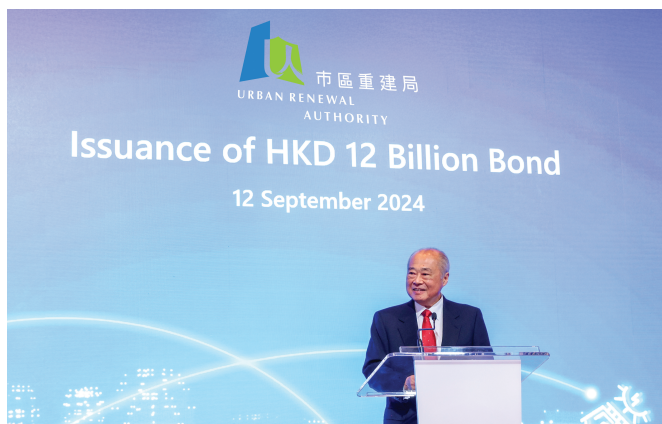 市區重建局
URBAN RENEWAL
AUTHORITY
Issuance of HKD 12 Billion Bond
12 September 2024